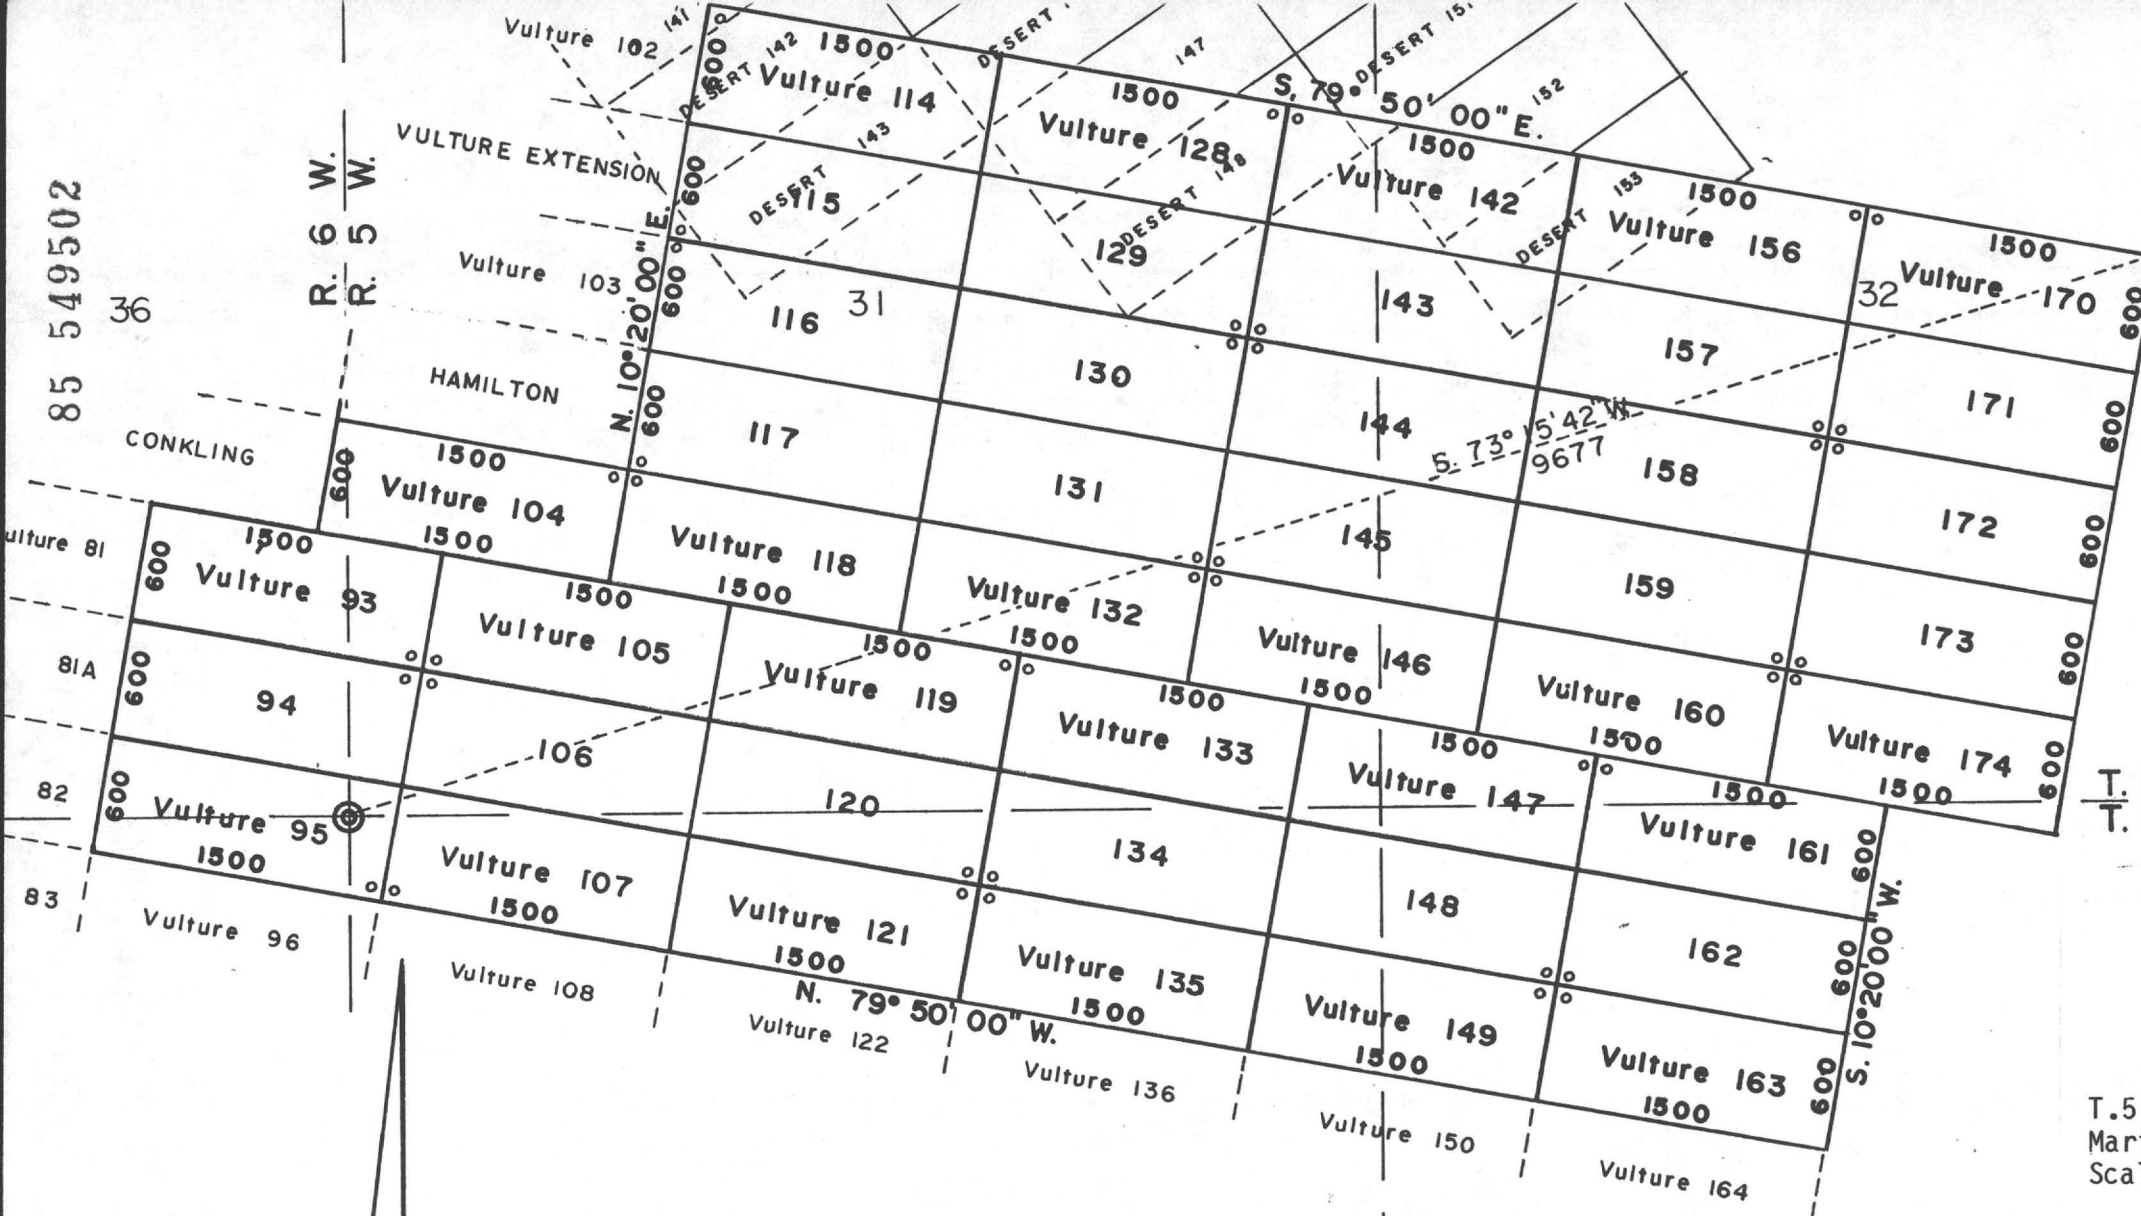 85 549502
36
R. 6 W.
R. 5 W.
Vulture 102
141
DESERT 142
600
1500
Vulture 114
DESERT
147
1500
Vulture 128
S. 79° 50' 00" E.
DESERT
152
1500
Vulture 142
1500
Vulture 156
1500
Vulture 170
600
VULTURE EXTENSION
600
DESERT 143
115
DESERT 148
129
143
DESERT 153
157
32
171
600
Vulture 103
N. 10° 20' 00" E.
600
116
31
130
144
S. 73° 15' 42" W.
9677
158
172
600
HAMILTON
600
117
131
145
159
173
600
CONKLING
600
1500
Vulture 104
1500
Vulture 118
1500
Vulture 132
1500
Vulture 146
1500
Vulture 160
1500
Vulture 174
1500
600
T.
T.
ulture 81
600
1500
Vulture 93
1500
Vulture 105
1500
Vulture 119
1500
Vulture 133
1500
Vulture 147
1500
Vulture 161
600
81A
600
94
106
120
134
148
162
600
82
600
Vulture 95
1500
Vulture 107
1500
Vulture 121
1500
Vulture 135
1500
Vulture 149
1500
Vulture 163
1500
600
S. 10° 20' 00" W.
83
Vulture 96
Vulture 108
N. 79° 50' 00" W.
Vulture 122
Vulture 136
Vulture 150
Vulture 164
T.5
Mar
Sca